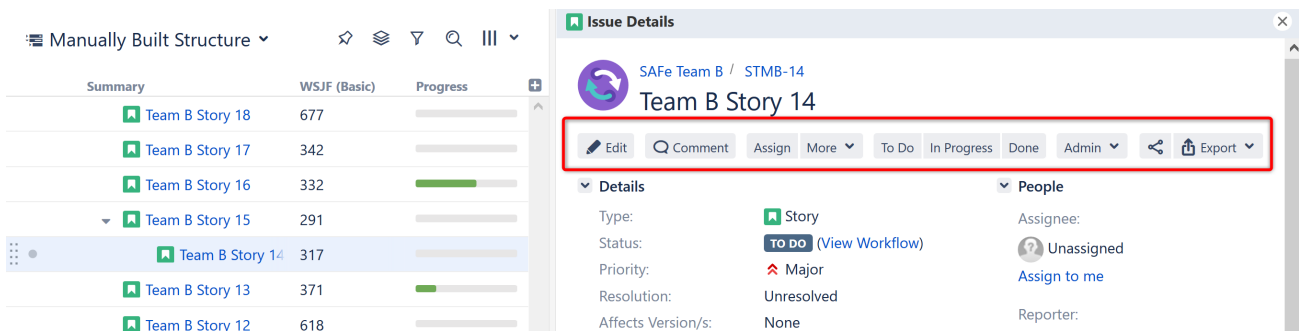 Manually Built Structure
Summary WSJF (Basic) Progress
Team B Story 18 677
Team B Story 17 342
Team B Story 16 332
Team B Story 15 291
Team B Story 14 317
Team B Story 13 371
Team B Story 12 618
Issue Details
SAFe Team B / STMB-14
Team B Story 14
Edit Comment Assign More To Do In Progress Done Admin Export
Details
Type: Story
Status: TO DO (View Workflow)
Priority: Major
Resolution: Unresolved
Affects Version/s: None
People
Assignee:
Unassigned
Assign to me
Reporter: